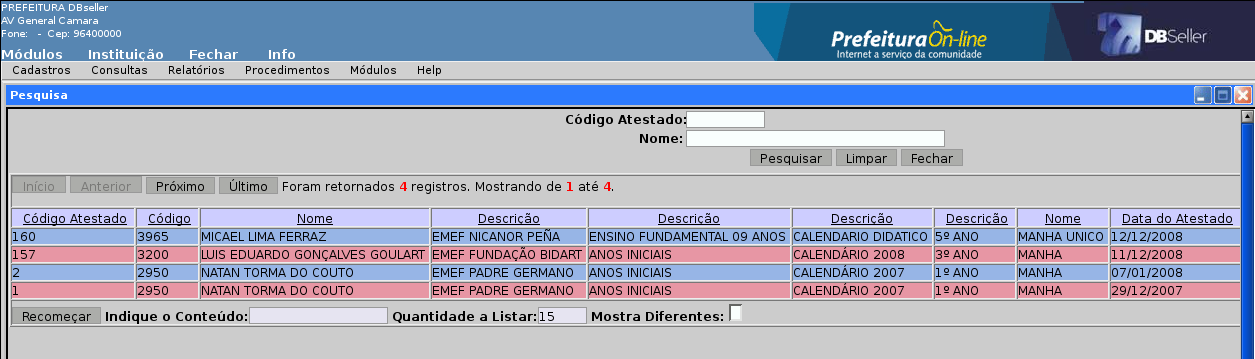 PREFEITURA DBseller
AV General Camara
Fone: - Cep: 96400000
Prefeitura On-line
Internet a serviço da comunidade
DBSeller
Módulos Instituição Fechar Info
Cadastros Consultas Relatórios Procedimentos Módulos Help
Pesquisa
Código Atestado:
Nome:
Pesquisar Limpar Fechar
Início Anterior Próximo Último Foram retornados 4 registros. Mostrando de 1 até 4.
Código Atestado Código Nome Descrição Descrição Descrição Descrição Nome Data do Atestado
160 3965 MICAEL LIMA FERRAZ EMEF NICANOR PEÑA ENSINO FUNDAMENTAL 09 ANOS CALENDARIO DIDATICO 5º ANO MANHA UNICO 12/12/2008
157 3200 LUIS EDUARDO GONÇALVES GOULART EMEF FUNDAÇÃO BIDART ANOS INICIAIS CALENDÁRIO 2008 3º ANO MANHA 11/12/2008
2 2950 NATAN TORMA DO COUTO EMEF PADRE GERMANO ANOS INICIAIS CALENDÁRIO 2007 1º ANO MANHA 07/01/2008
1 2950 NATAN TORMA DO COUTO EMEF PADRE GERMANO ANOS INICIAIS CALENDÁRIO 2007 1º ANO MANHA 29/12/2007
Recomeçar Indique o Conteúdo: Quantidade a Listar: 15 Mostra Diferentes: